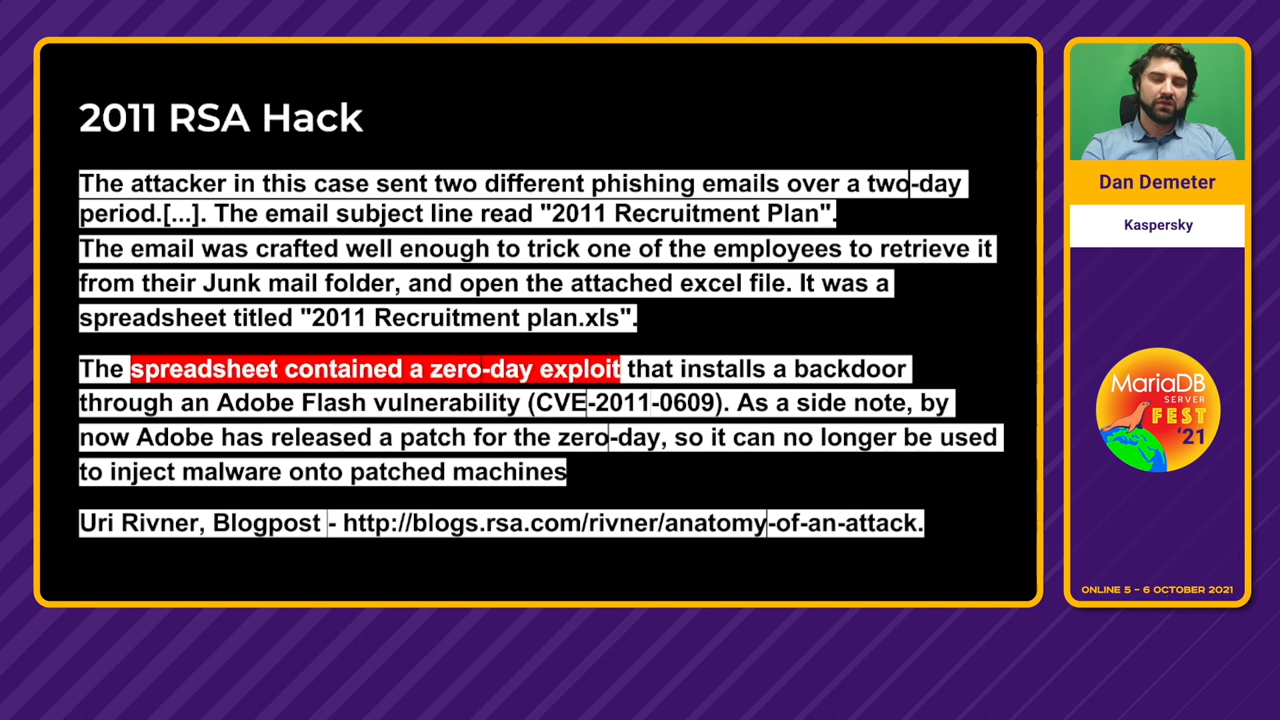 2011 RSA Hack
The attacker in this case sent two different phishing emails over a two-day
period.[...]. The email subject line read "2011 Recruitment Plan".
The email was crafted well enough to trick one of the employees to retrieve it
from their Junk mail folder, and open the attached excel file. It was a
spreadsheet titled "2011 Recruitment plan.xls".
The spreadsheet contained a zero-day exploit that installs a backdoor
through an Adobe Flash vulnerability (CVE-2011-0609). As a side note, by
now Adobe has released a patch for the zero-day, so it can no longer be used
to inject malware onto patched machines
Uri Rivner, Blogpost - http://blogs.rsa.com/rivner/anatomy-of-an-attack.
Dan Demeter
Kaspersky
MariaDB
SERVER
FEST
'21
ONLINE 5 – 6 OCTOBER 2021